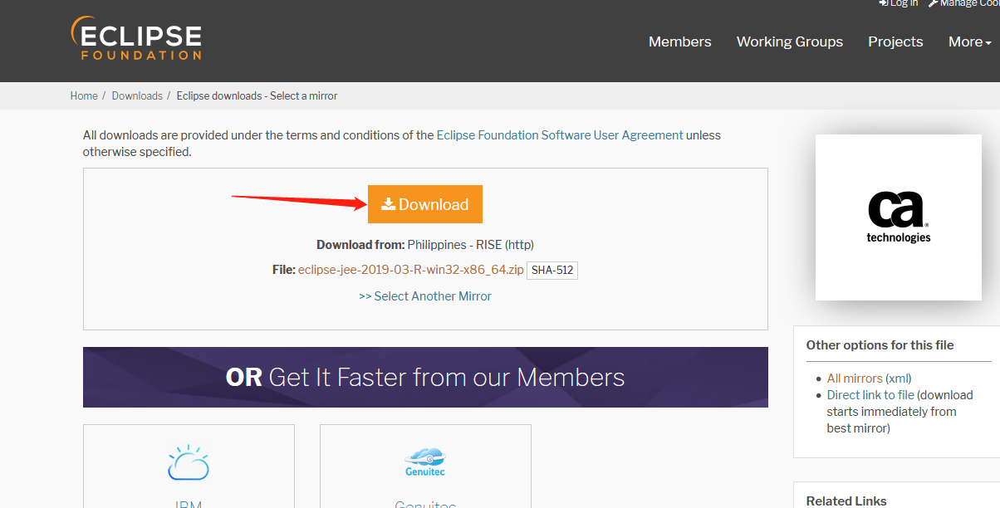 Log in Manage Coo
ECLIPSE
FOUNDATION
Members Working Groups Projects More
Home / Downloads / Eclipse downloads - Select a mirror
All downloads are provided under the terms and conditions of the Eclipse Foundation Software User Agreement unless
otherwise specified.
Download
Download from: Philippines - RISE (http)
File: eclipse-jee-2019-03-R-win32-x86_64.zip SHA-512
>> Select Another Mirror
OR Get It Faster from our Members
IBM
Genuitec
Genuitec
ca
technologies
Other options for this file
All mirrors (xml)
Direct link to file (download
starts immediately from
best mirror)
Related Links